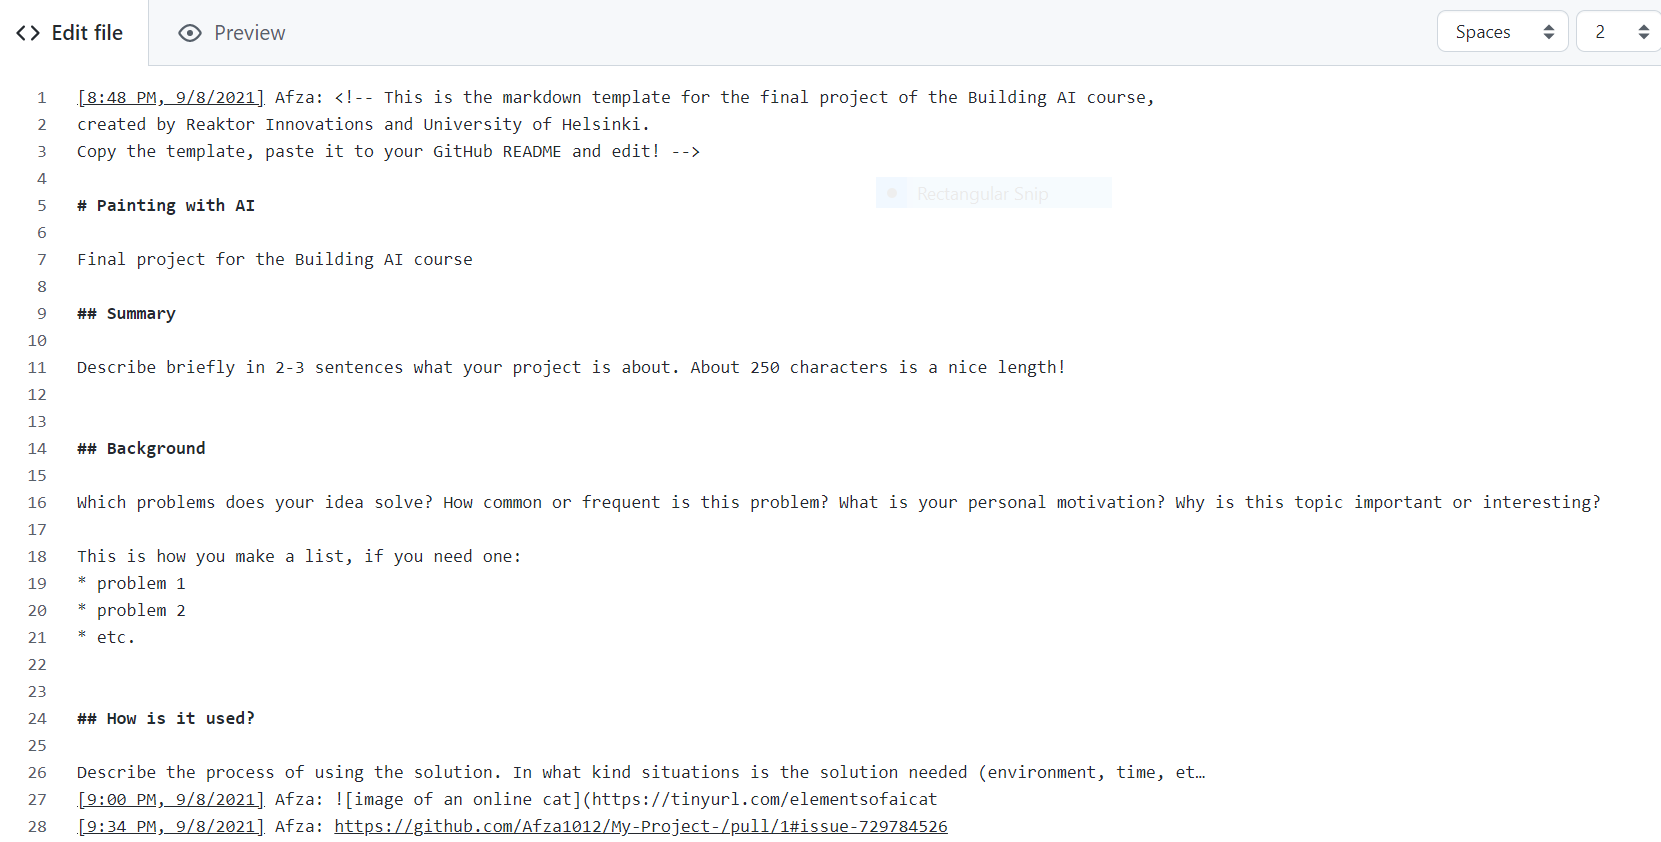 Edit file
Preview
Spaces
2
1 [8:48 PM, 9/8/2021] Afza: <!-- This is the markdown template for the final project of the Building AI course,
2 created by Reaktor Innovations and University of Helsinki.
3 Copy the template, paste it to your GitHub README and edit! -->
4
Rectangular Snip
5 # Painting with AI
6
7 Final project for the Building AI course
8
9 ## Summary
10
11 Describe briefly in 2-3 sentences what your project is about. About 250 characters is a nice length!
12
13
14 ## Background
15
16 Which problems does your idea solve? How common or frequent is this problem? What is your personal motivation? Why is this topic important or interesting?
17
18 This is how you make a list, if you need one:
19 * problem 1
20 * problem 2
21 * etc.
22
23
24 ## How is it used?
25
26 Describe the process of using the solution. In what kind situations is the solution needed (environment, time, et…
27 [9:00 PM, 9/8/2021] Afza: ![image of an online cat](https://tinyurl.com/elementsofaicat
28 [9:34 PM, 9/8/2021] Afza: https://github.com/Afza1012/My-Project-/pull/1#issue-729784526